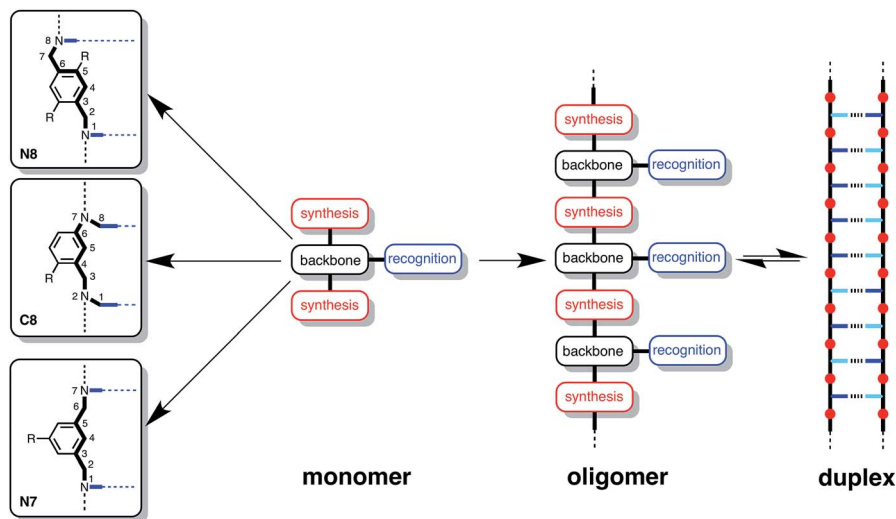 8 N
7
R
6
5
4
3
R
2
N 1
N8
7 N
8
6
5
4
R
3
2 N
1
C8
7 N
6
5
R
4
3
2
N 1
N7
synthesis
backbone
recognition
synthesis
monomer
synthesis
backbone
recognition
synthesis
backbone
recognition
synthesis
backbone
recognition
synthesis
oligomer
duplex